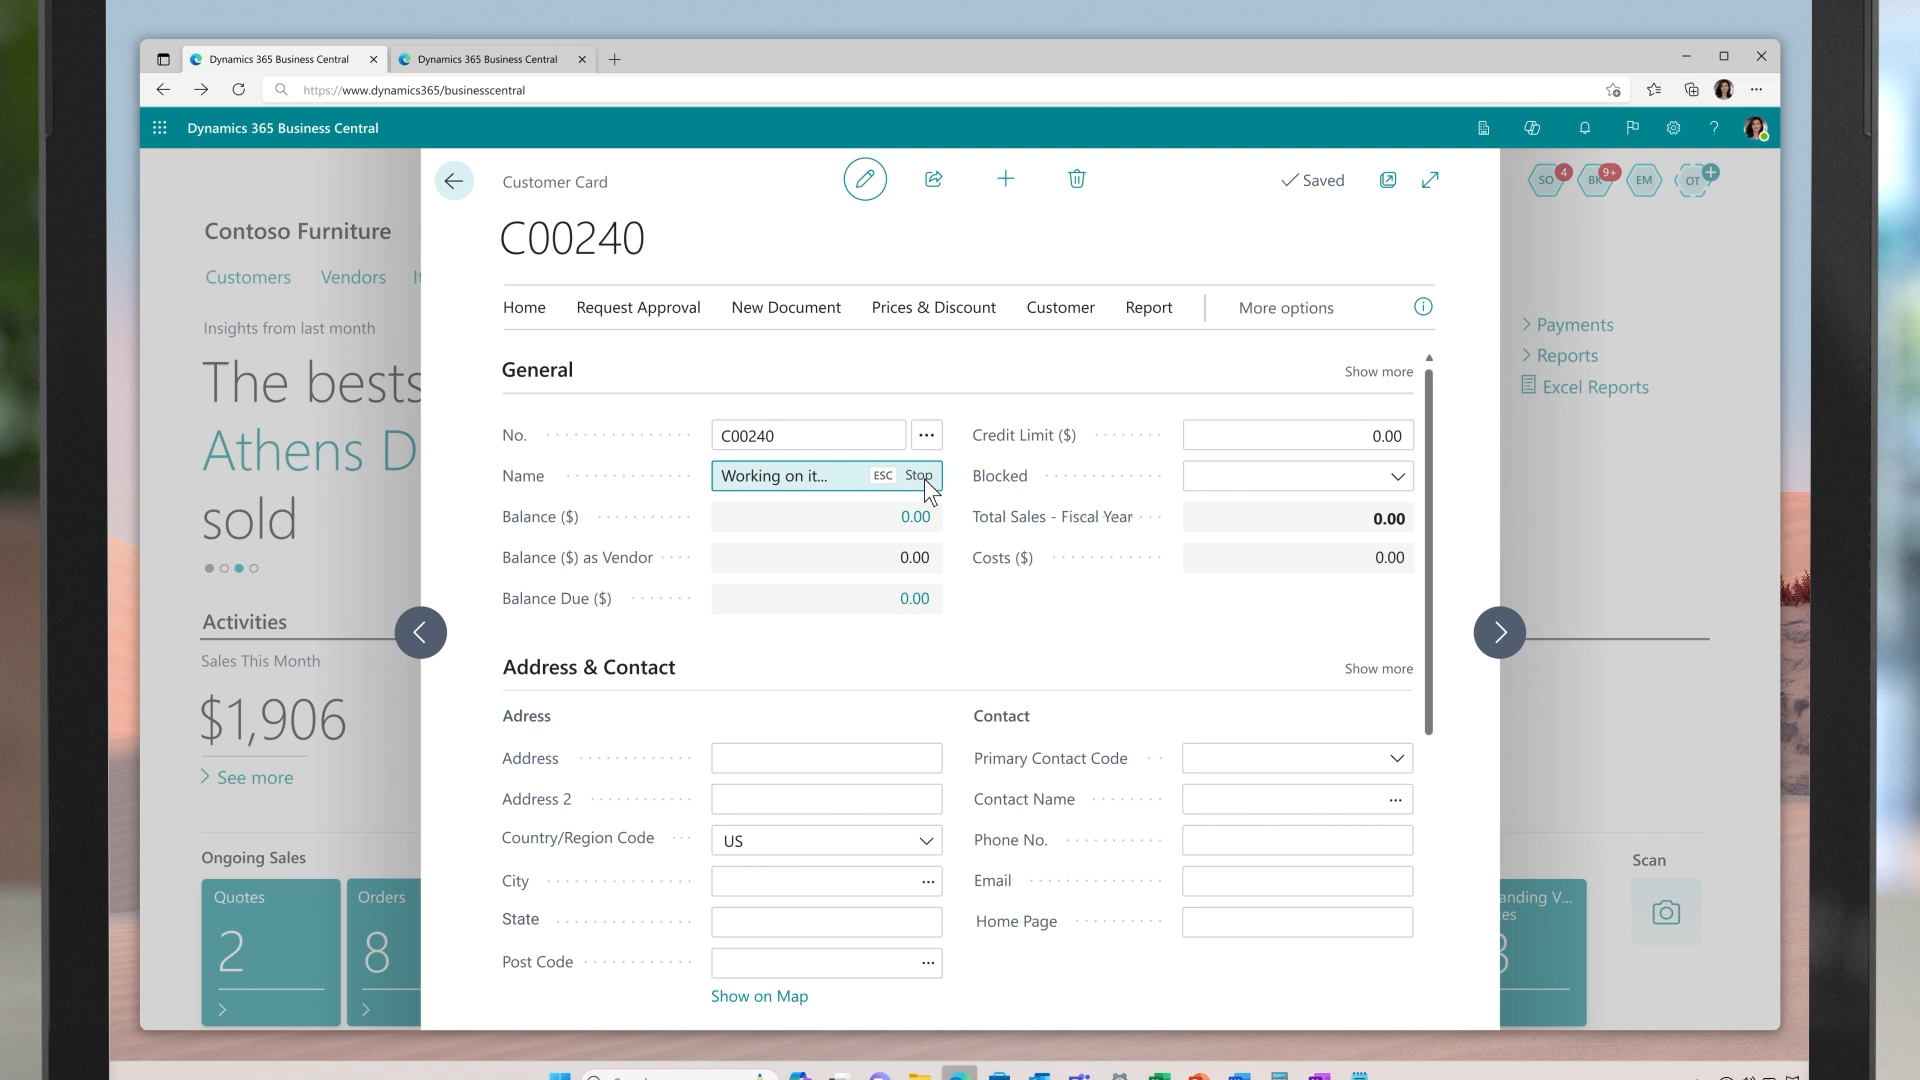 Dynamics 365 Business Central
Dynamics 365 Business Central
https://www.dynamics365/businesscentral
Dynamics 365 Business Central
Customer Card
Saved
SO
4
BK
9+
EM
OT
C00240
Contoso Furniture
Customers
Vendors
Home
Request Approval
New Document
Prices & Discount
Customer
Report
More options
Insights from last month
The bests
Athens D
sold
Payments
Reports
Excel Reports
General
Show more
No.
C00240
Credit Limit ($)
0.00
Name
Working on it...
ESC
Stop
Blocked
Balance ($)
0.00
Total Sales - Fiscal Year
0.00
Balance ($) as Vendor
0.00
Costs ($)
0.00
Balance Due ($)
0.00
Activities
Sales This Month
$1,906
See more
Address & Contact
Show more
Adress
Contact
Address
Primary Contact Code
Address 2
Contact Name
Country/Region Code
US
Phone No.
City
Email
State
Home Page
Post Code
Show on Map
Ongoing Sales
Quotes
2
Orders
8
anding V...
es
Scan